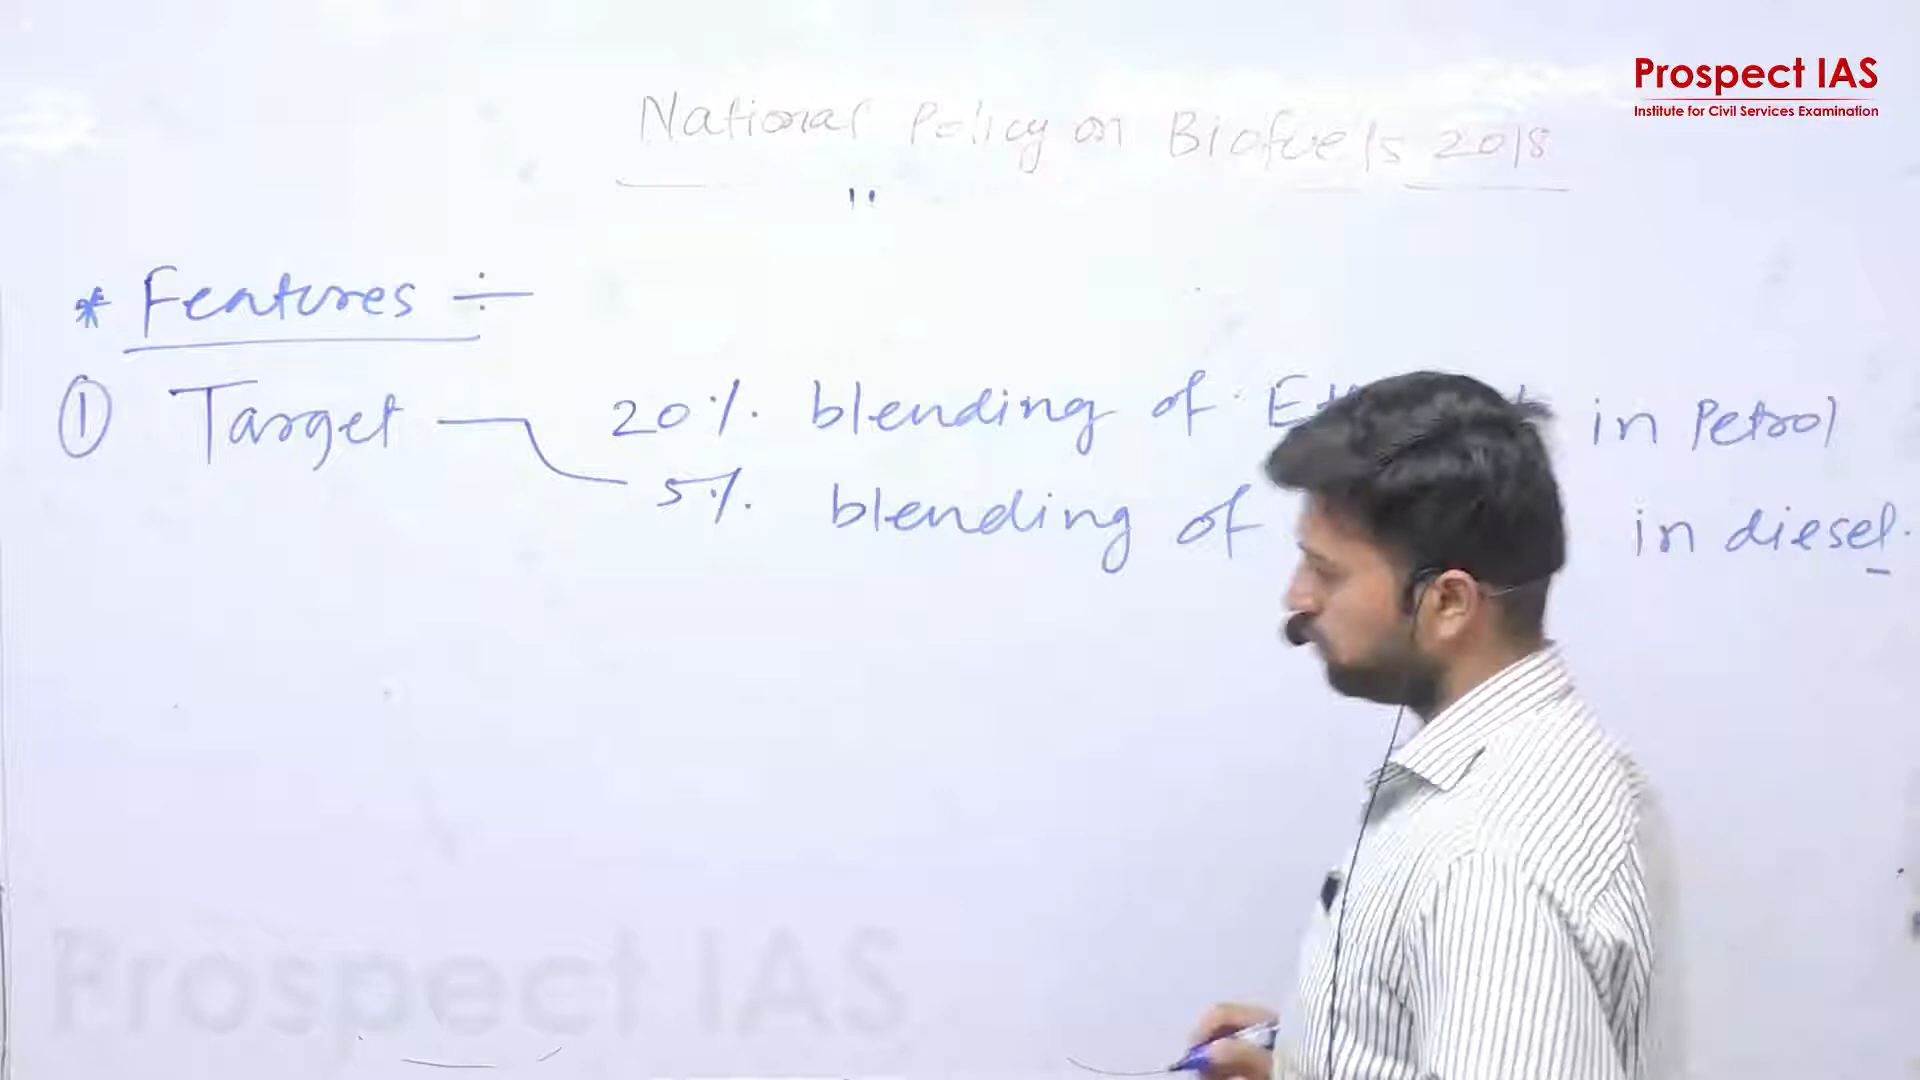 Prospect IAS
Institute for Civil Services Examination
National Policy on Biofuels 2018
* Features ÷
① Target — 20% blending of in Petrol
5% blending of in diesel.
Prospect IAS